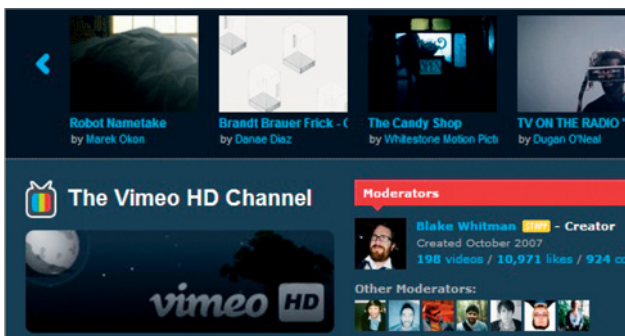 Robot Nametake
by Marek Okon
Brandt Brauer Frick - 
by Danae Diaz
The Candy Shop
by Whitestone Motion Pict
TV ON THE RADIO "
by Dugan O'Neal
The Vimeo HD Channel
vimeo HD
Moderators
Blake Whitman STAFF - Creator
Created October 2007
198 videos / 10,971 likes / 924 co
Other Moderators: